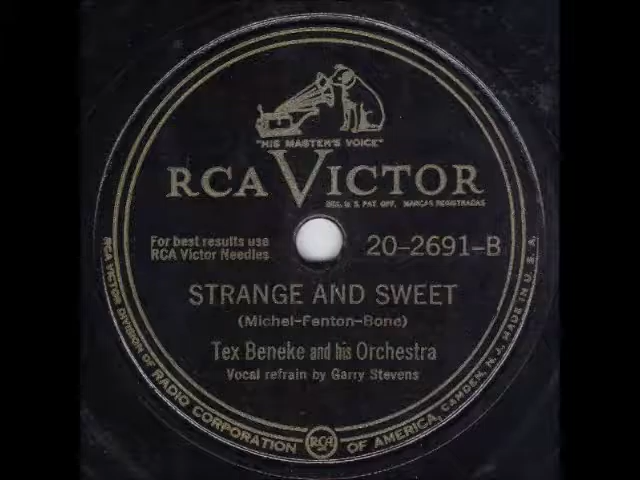 "HIS MASTER'S VOICE"
RCA VICTOR
REG. U. S. PAT. OFF. MARCAS REGISTRADAS
For best results use
RCA Victor Needles
20-2691-B
STRANGE AND SWEET
(Michel-Fenton-Bone)
Tex Beneke and his Orchestra
Vocal refrain by Garry Stevens
RCA VICTOR DIVISION OF RADIO CORPORATION OF AMERICA, CAMDEN, N. J., MADE IN U. S. A.
RCA